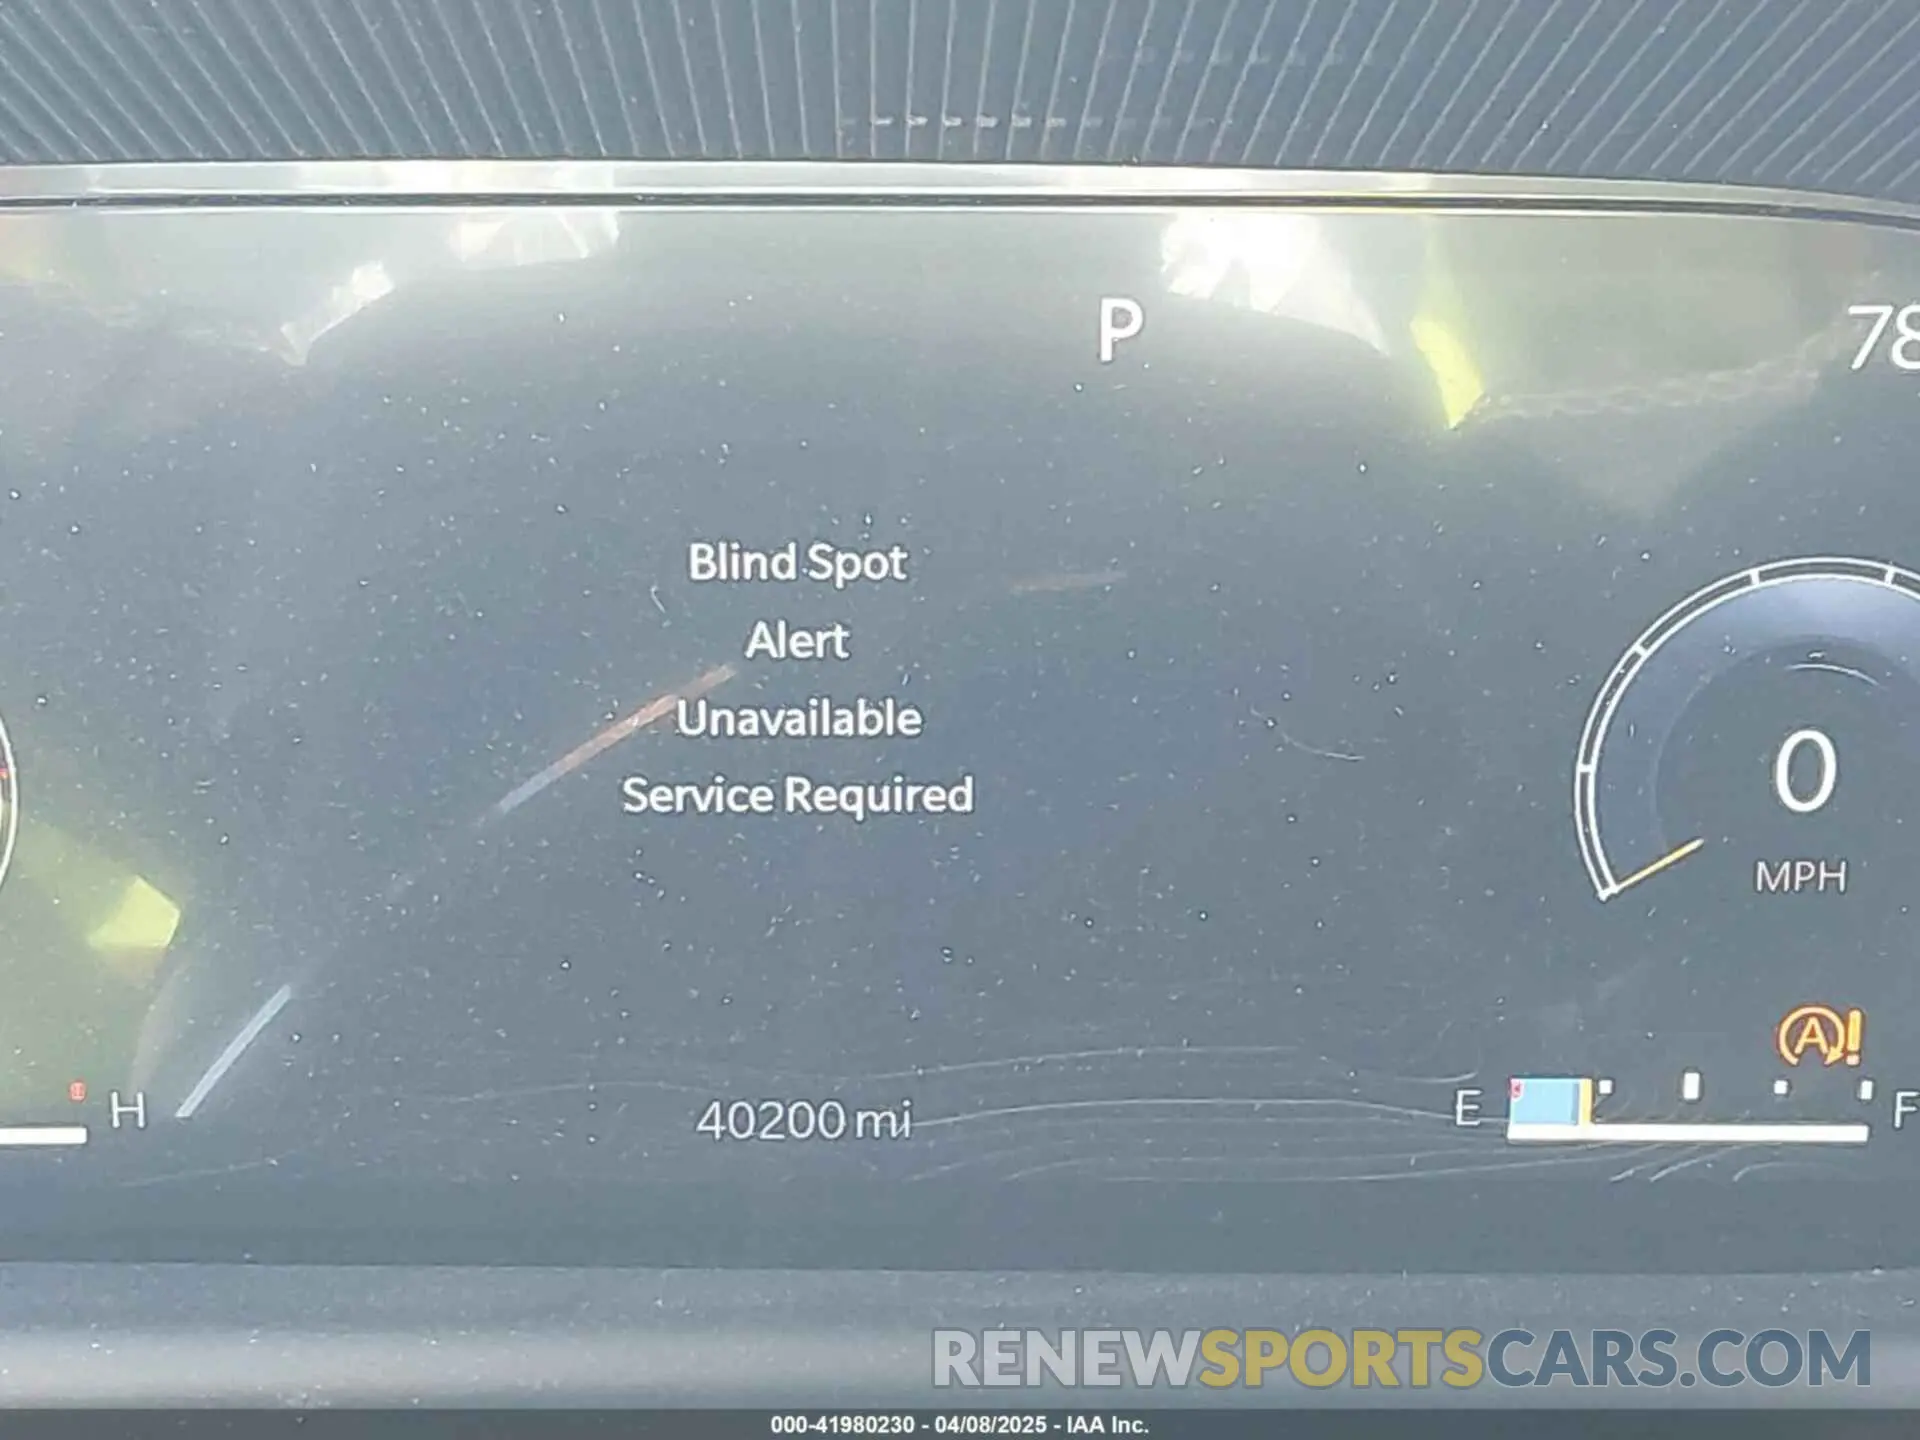 P
78
Blind Spot
Alert
Unavailable
Service Required
0
MPH
A!
H
40200 mi
E
F
RENEWSPORTSCARS.COM
000-41980230 - 04/08/2025 - IAA Inc.